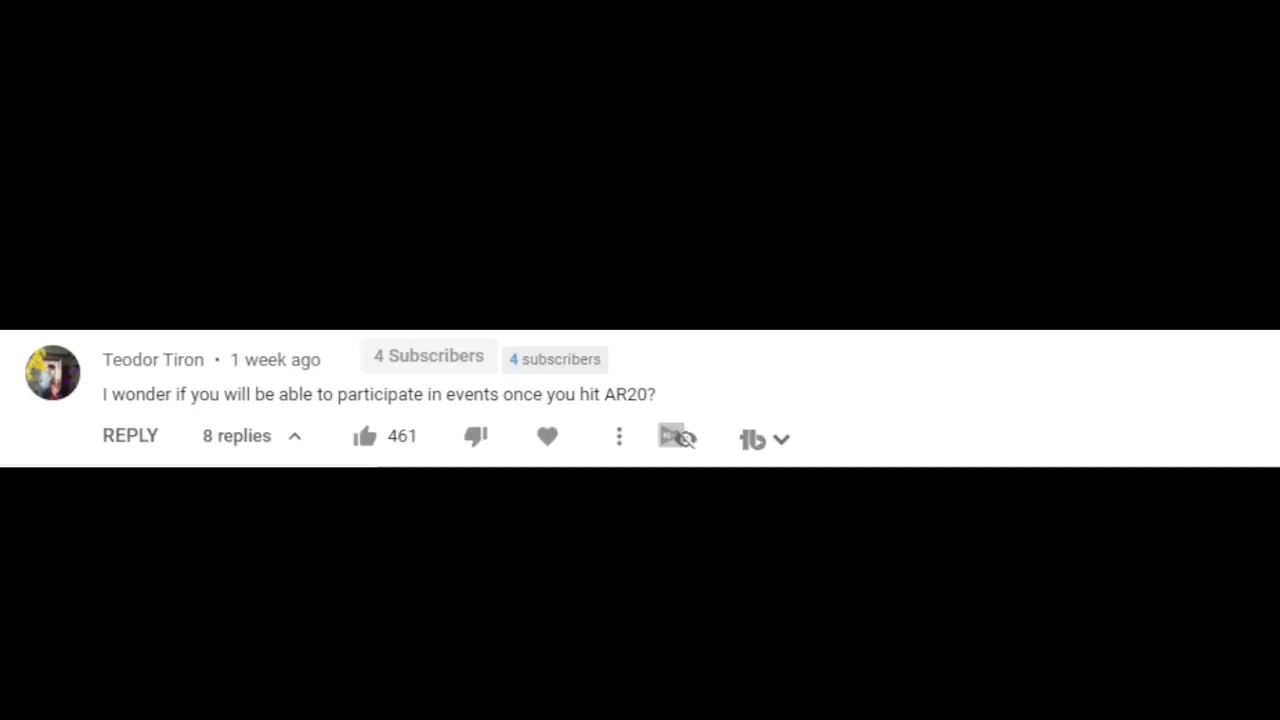 Teodor Tiron • 1 week ago 4 Subscribers 4 subscribers
I wonder if you will be able to participate in events once you hit AR20?
REPLY 8 replies 461